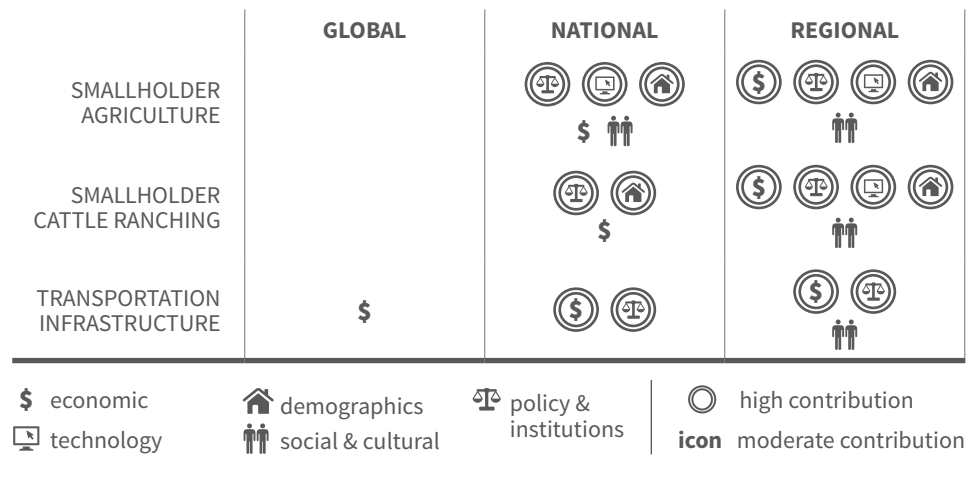 GLOBAL NATIONAL REGIONAL
SMALLHOLDER
AGRICULTURE
$
$
SMALLHOLDER
CATTLE RANCHING
$
$
TRANSPORTATION
INFRASTRUCTURE
$ $ $
$ economic
technology
demographics
social & cultural
policy &
institutions
high contribution
icon moderate contribution